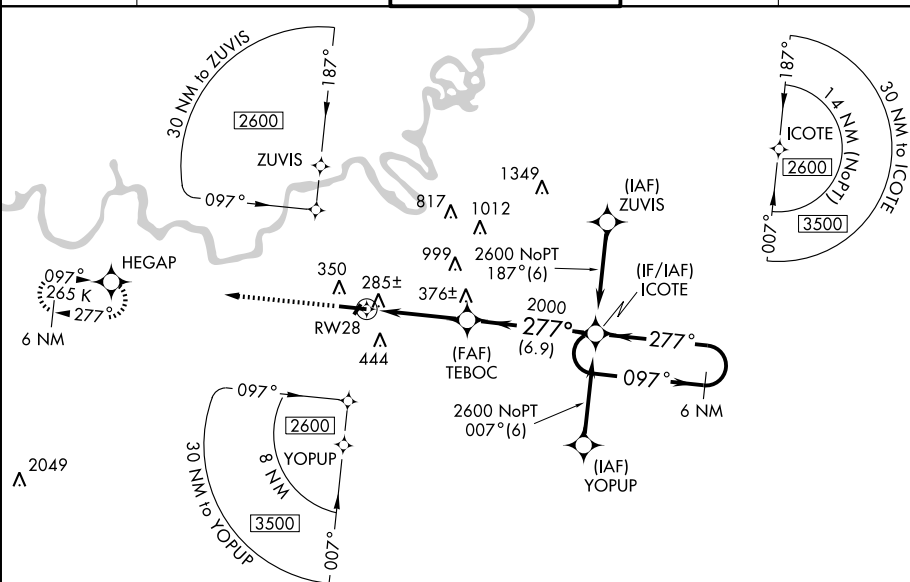 30 NM to ZUVIS
187°
2600
ZUVIS
097°
187°
ICOTE
14 NM (NoPT)
2600
30 NM to ICOTE
3500
007°
1349
817
1012
999
(IAF)
ZUVIS
2600 NoPT
187° (6)
(IF/IAF)
ICOTE
HEGAP
097°
265 K
277°
6 NM
350
285±
376±
RW28
444
2000
277°
(6.9)
(FAF)
TEBOC
277°
097°
6 NM
2600 NoPT
007° (6)
(IAF)
YOPUP
097°
2600
YOPUP
8 NM
30 NM to YOPUP
3500
007°
2049